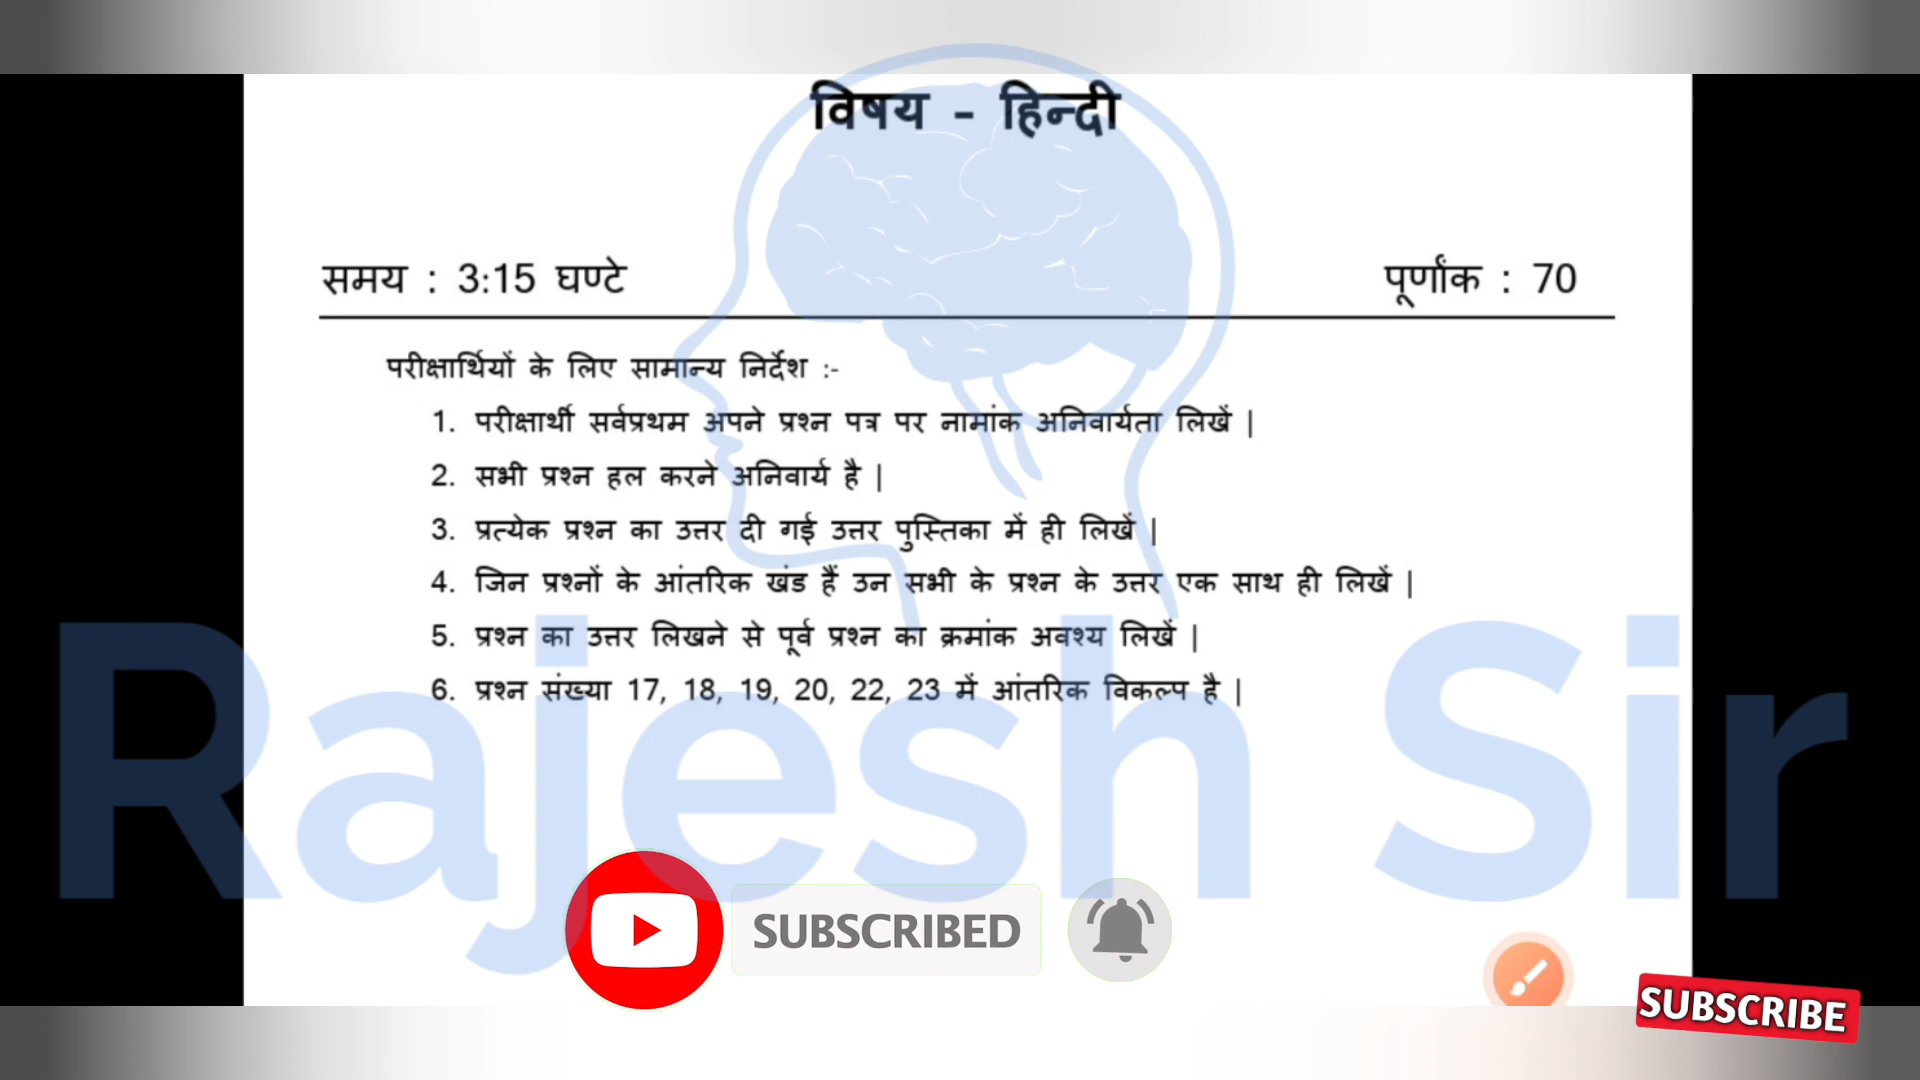 विषय - हिन्दी
समय : 3:15 घण्टे
पूर्णांक : 70
परीक्षार्थियों के लिए सामान्य निर्देश :-
1. परीक्षार्थी सर्वप्रथम अपने प्रश्न पत्र पर नामांक अनिवार्यता लिखें |
2. सभी प्रश्न हल करने अनिवार्य है |
3. प्रत्येक प्रश्न का उत्तर दी गई उत्तर पुस्तिका में ही लिखें |
4. जिन प्रश्नों के आंतरिक खंड हैं उन सभी के प्रश्न के उत्तर एक साथ ही लिखें |
5. प्रश्न का उत्तर लिखने से पूर्व प्रश्न का क्रमांक अवश्य लिखें |
6. प्रश्न संख्या 17, 18, 19, 20, 22, 23 में आंतरिक विकल्प है |
Rajesh Sir
SUBSCRIBED
SUBSCRIBE